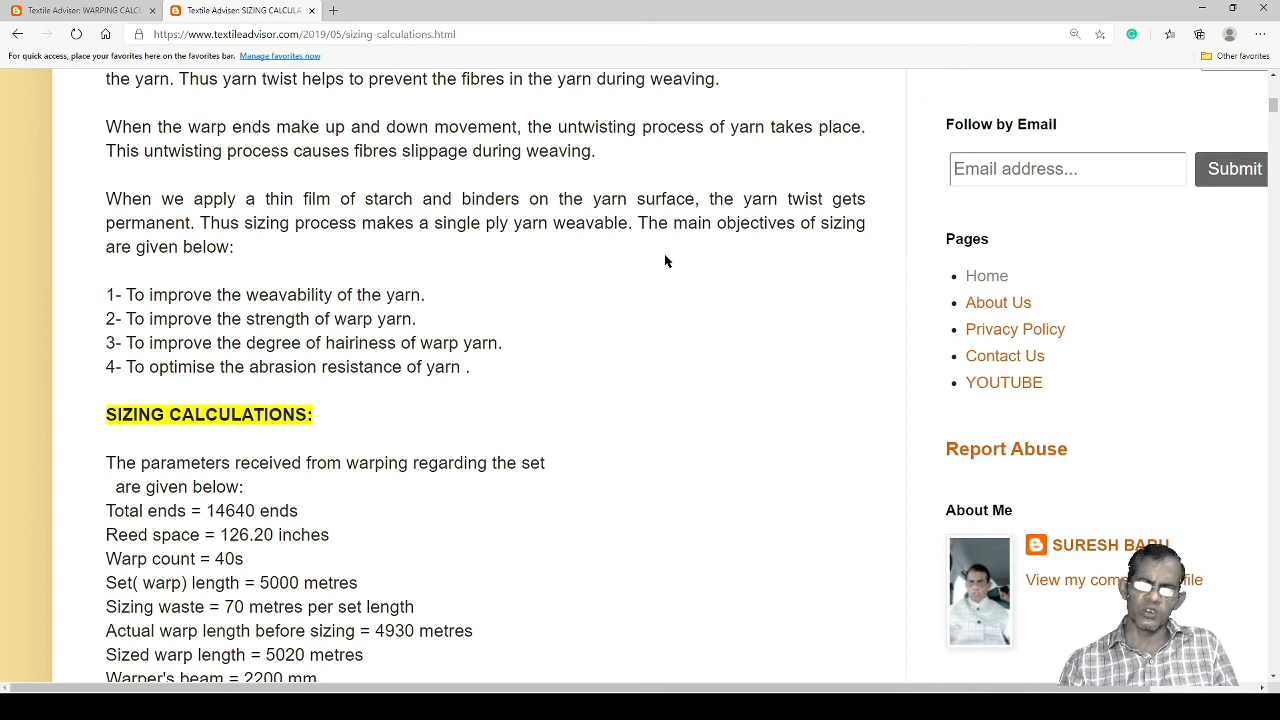 Textile Adviser: WARPING CALCU
Textile Adviser: SIZING CALCULA
https://www.textileadvisor.com/2019/05/sizing-calculations.html
For quick access, place your favorites here on the favorites bar. Manage favorites now
Other favorites
the yarn. Thus yarn twist helps to prevent the fibres in the yarn during weaving.
When the warp ends make up and down movement, the untwisting process of yarn takes place.
This untwisting process causes fibres slippage during weaving.
When we apply a thin film of starch and binders on the yarn surface, the yarn twist gets
permanent. Thus sizing process makes a single ply yarn weavable. The main objectives of sizing
are given below:
1- To improve the weavability of the yarn.
2- To improve the strength of warp yarn.
3- To improve the degree of hairiness of warp yarn.
4- To optimise the abrasion resistance of yarn .
SIZING CALCULATIONS:
The parameters received from warping regarding the set
are given below:
Total ends = 14640 ends
Reed space = 126.20 inches
Warp count = 40s
Set( warp) length = 5000 metres
Sizing waste = 70 metres per set length
Actual warp length before sizing = 4930 metres
Sized warp length = 5020 metres
Warper's beam = 2200 mm
Follow by Email
Email address...
Submit
Pages
Home
About Us
Privacy Policy
Contact Us
YOUTUBE
Report Abuse
About Me
SURESH BABU
View my com file